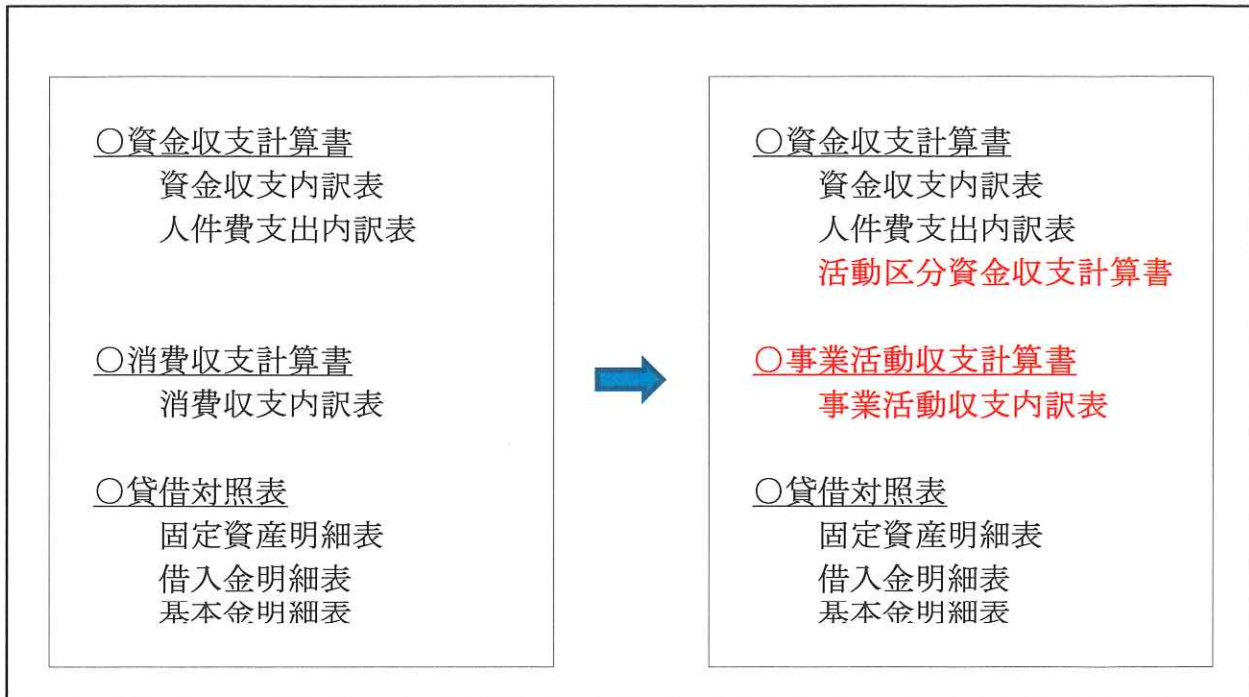 ○資金収支計算書
資金収支内訳表
人件費支出内訳表
○消費収支計算書
消費収支内訳表
○貸借対照表
固定資産明細表
借入金明細表
基本金明細表
○資金収支計算書
資金収支内訳表
人件費支出内訳表
活動区分資金収支計算書
○事業活動収支計算書
事業活動収支内訳表
○貸借対照表
固定資産明細表
借入金明細表
基本金明細表